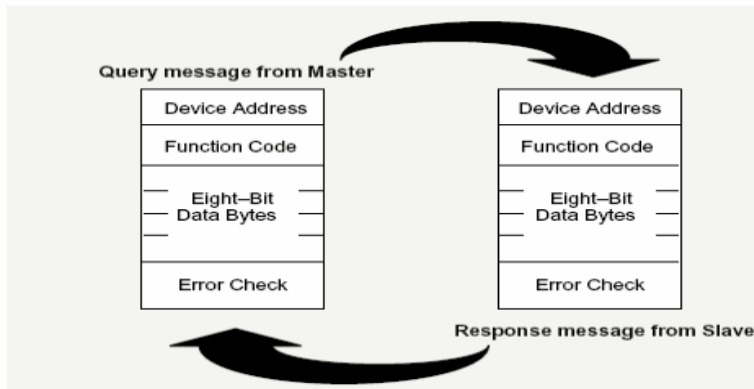 Query message from Master
Device Address
Function Code
Eight–Bit
Data Bytes
Error Check
Device Address
Function Code
Eight–Bit
Data Bytes
Error Check
Response message from Slave